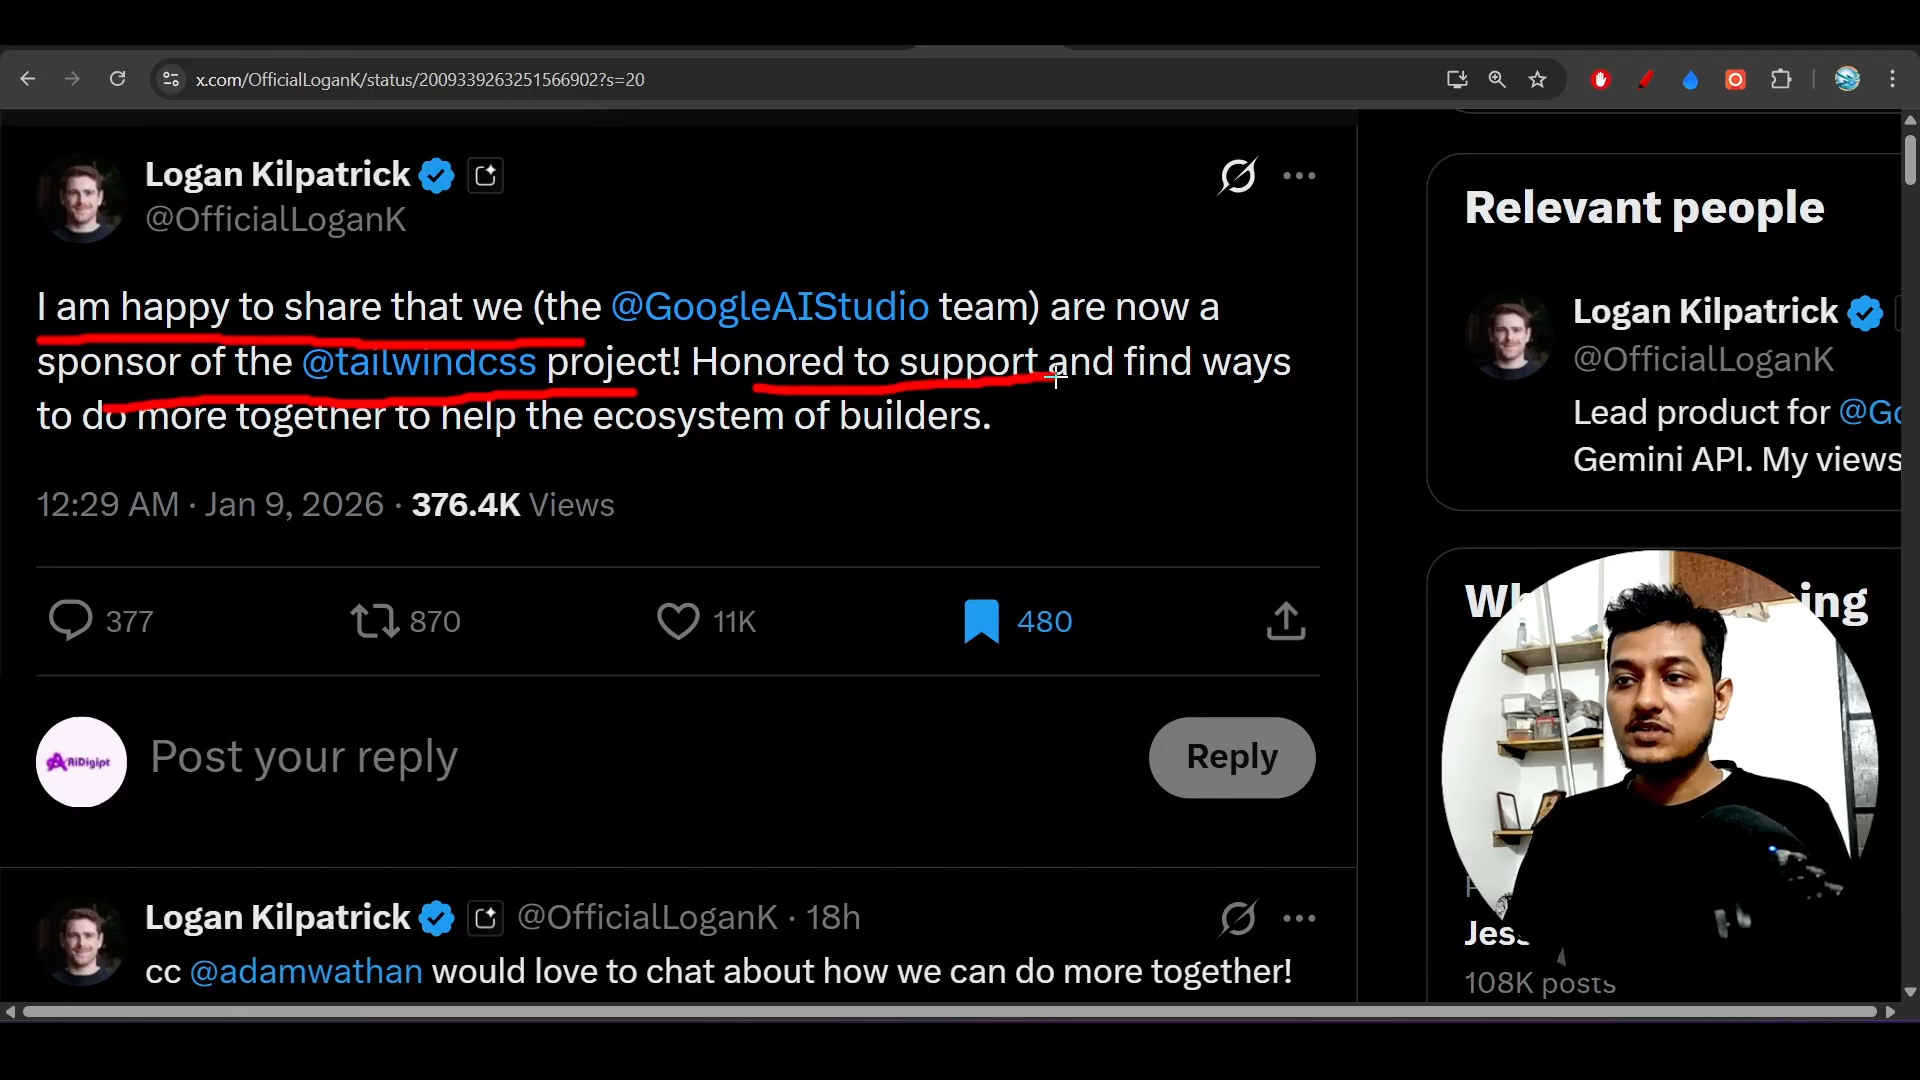 x.com/OfficialLoganK/status/2009339263251566902?s=20
Logan Kilpatrick
@OfficialLoganK
I am happy to share that we (the @GoogleAIStudio team) are now a
sponsor of the @tailwindcss project! Honored to support and find ways
to do more together to help the ecosystem of builders.
12:29 AM · Jan 9, 2026 · 376.4K Views
377 870 11K 480
AiDigipt Post your reply Reply
Logan Kilpatrick @OfficialLoganK · 18h
cc @adamwathan would love to chat about how we can do more together!
Relevant people
Logan Kilpatrick
@OfficialLoganK
Lead product for @Go
Gemini API. My views
108K posts